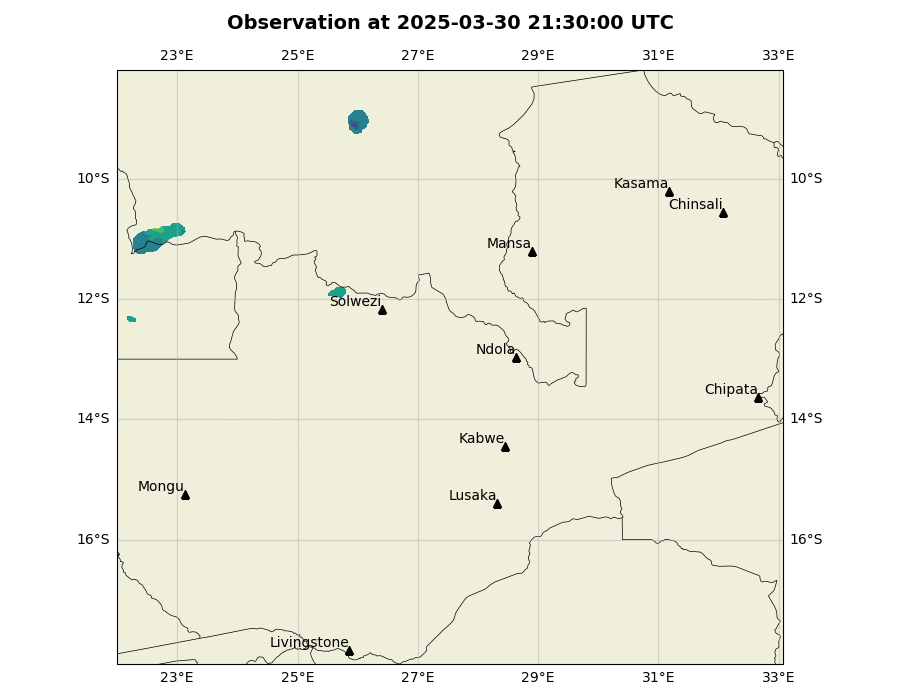 Observation at 2025-03-30 21:30:00 UTC
23°E 25°E 27°E 29°E 31°E 33°E
10°S 10°S
Kasama
Chinsali
Mansa
12°S 12°S
Solwezi
Ndola
Chipata
14°S 14°S
Kabwe
Mongu
Lusaka
16°S 16°S
Livingstone
23°E 25°E 27°E 29°E 31°E 33°E